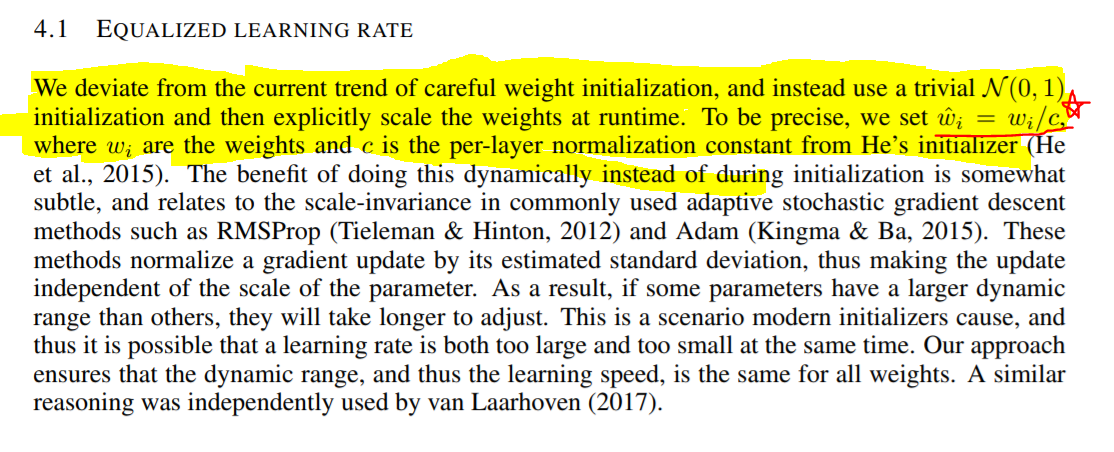 4.1 EQUALIZED LEARNING RATE
We deviate from the current trend of careful weight initialization, and instead use a trivial 𝒩(0, 1)
initialization and then explicitly scale the weights at runtime. To be precise, we set ŵᵢ = wᵢ/c,
where wᵢ are the weights and c is the per-layer normalization constant from He's initializer (He
et al., 2015). The benefit of doing this dynamically instead of during initialization is somewhat
subtle, and relates to the scale-invariance in commonly used adaptive stochastic gradient descent
methods such as RMSProp (Tieleman & Hinton, 2012) and Adam (Kingma & Ba, 2015). These
methods normalize a gradient update by its estimated standard deviation, thus making the update
independent of the scale of the parameter. As a result, if some parameters have a larger dynamic
range than others, they will take longer to adjust. This is a scenario modern initializers cause, and
thus it is possible that a learning rate is both too large and too small at the same time. Our approach
ensures that the dynamic range, and thus the learning speed, is the same for all weights. A similar
reasoning was independently used by van Laarhoven (2017).